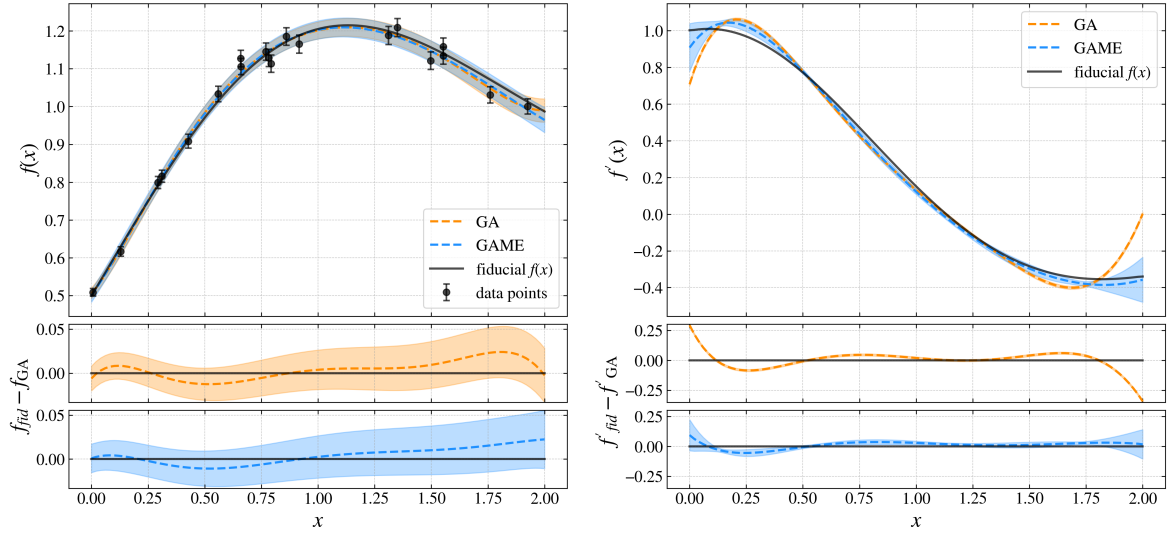 1.2
1.1
1.0
0.9
0.8
0.7
0.6
0.5
f(x)
GA
GAME
fiducial f(x)
data points
0.05
0.00
f_fid − f_GA
0.05
0.00
0.00 0.25 0.50 0.75 1.00 1.25 1.50 1.75 2.00
x
1.0
0.8
0.6
0.4
0.2
0.0
−0.2
−0.4
f′(x)
GA
GAME
fiducial f(x)
0.25
0.00
−0.25
f′_fid − f′_GA
0.25
0.00
−0.25
0.00 0.25 0.50 0.75 1.00 1.25 1.50 1.75 2.00
x